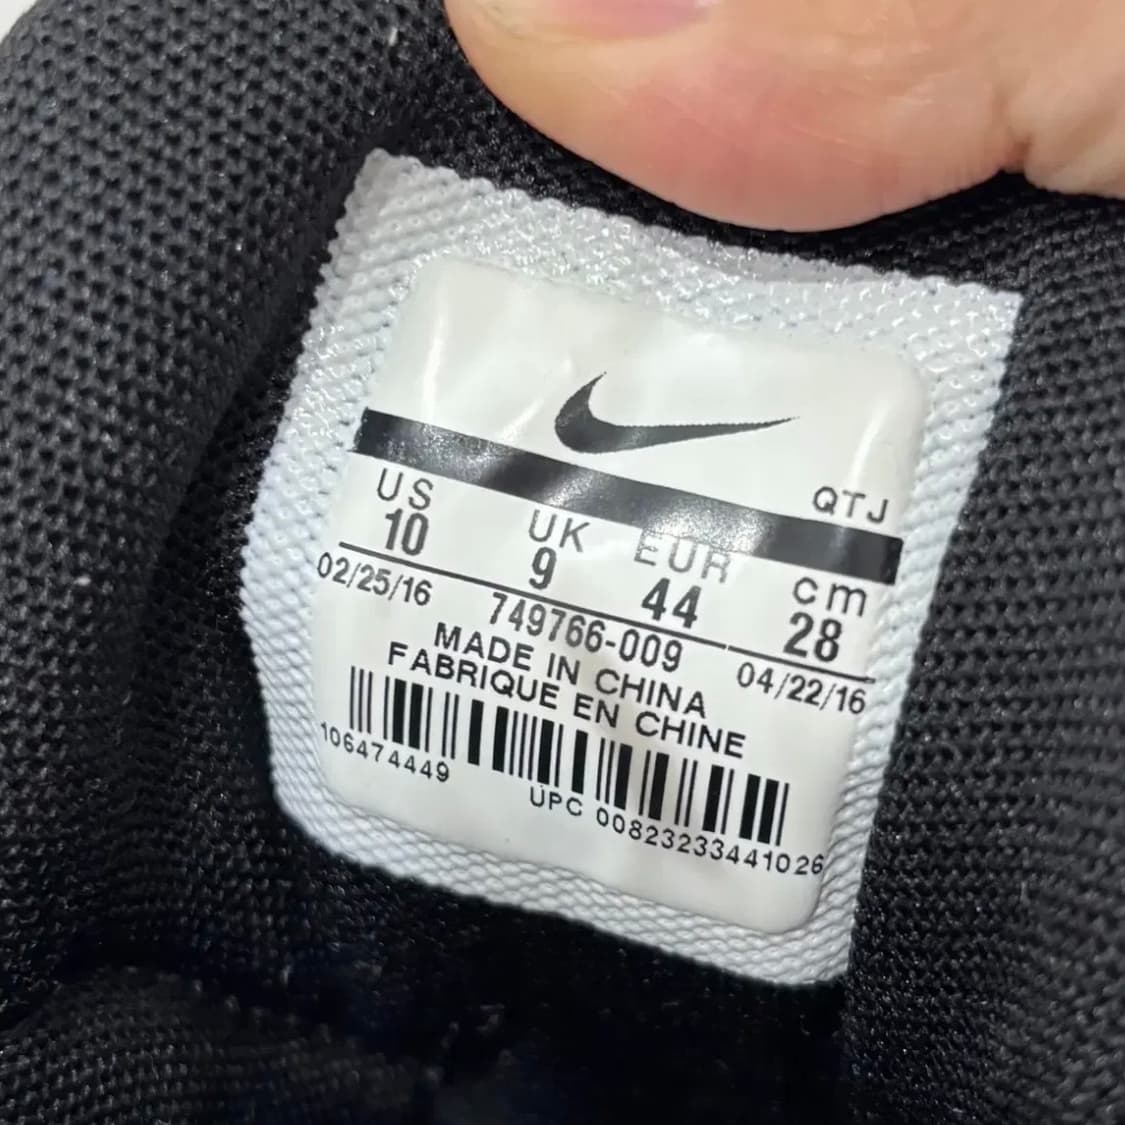 QTJ
US UK EUR cm
10 9 44 28
02/25/16 749766-009 04/22/16
MADE IN CHINA
FABRIQUE EN CHINE
106474449
UPC 00823233441026